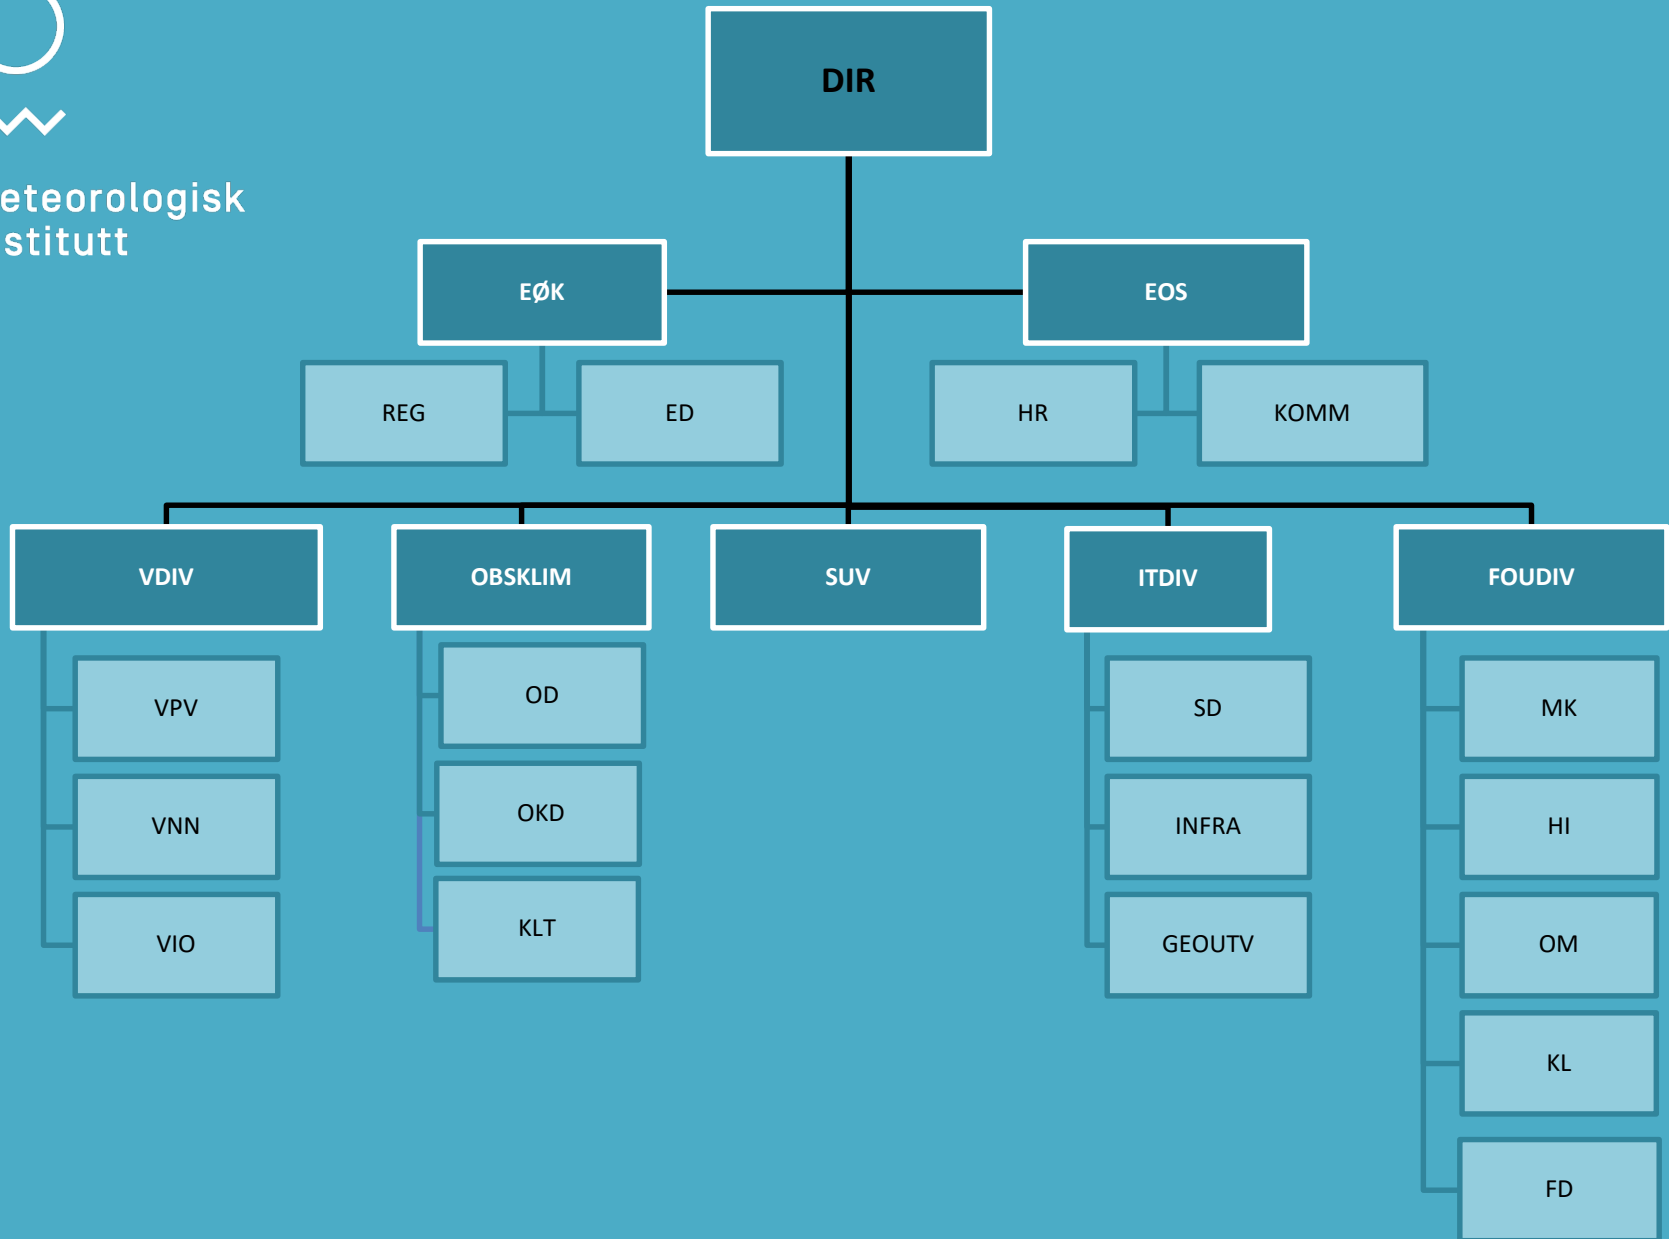 DIR
eteorologisk
stitutt
EØK
EOS
REG
ED
HR
KOMM
VDIV
OBSKLIM
SUV
ITDIV
FOUDIV
VPV
OD
SD
MK
VNN
OKD
INFRA
HI
VIO
KLT
GEOUTV
OM
KL
FD